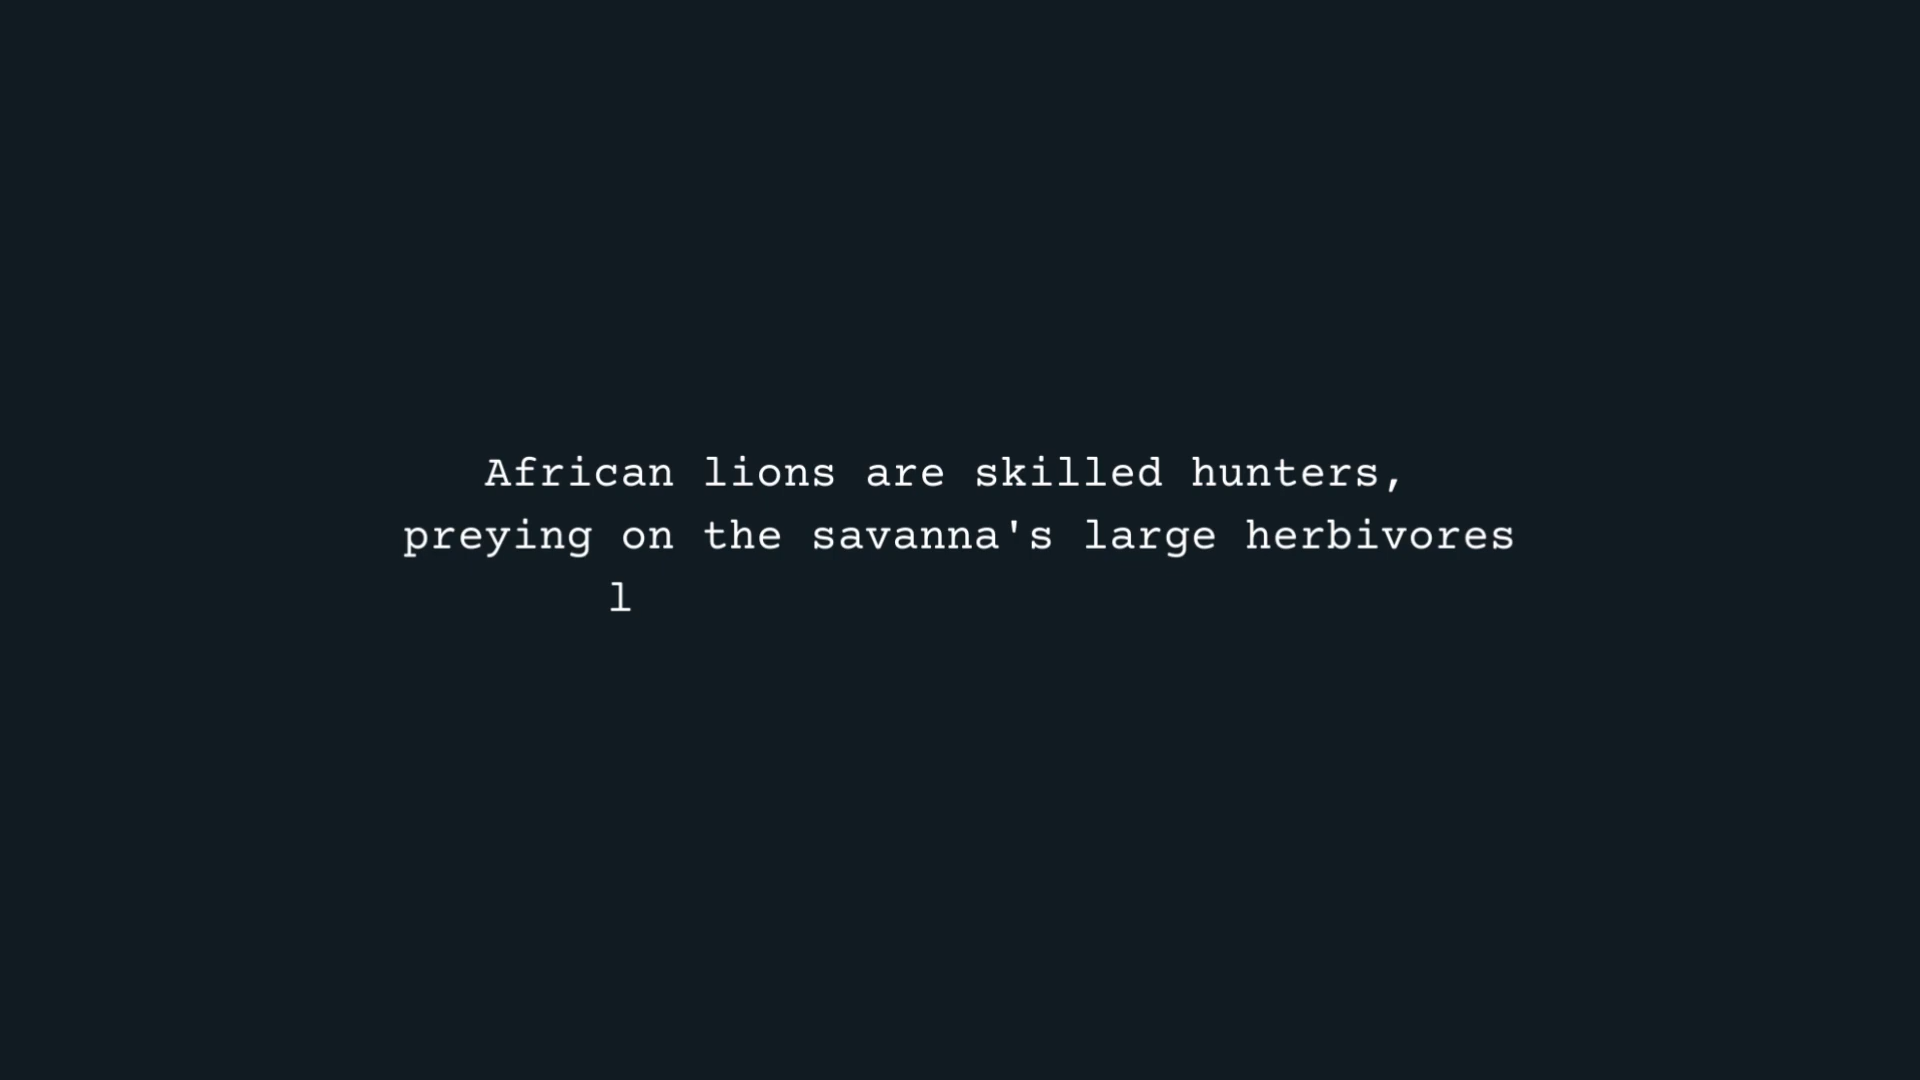 African lions are skilled hunters,
preying on the savanna's large herbivores
l